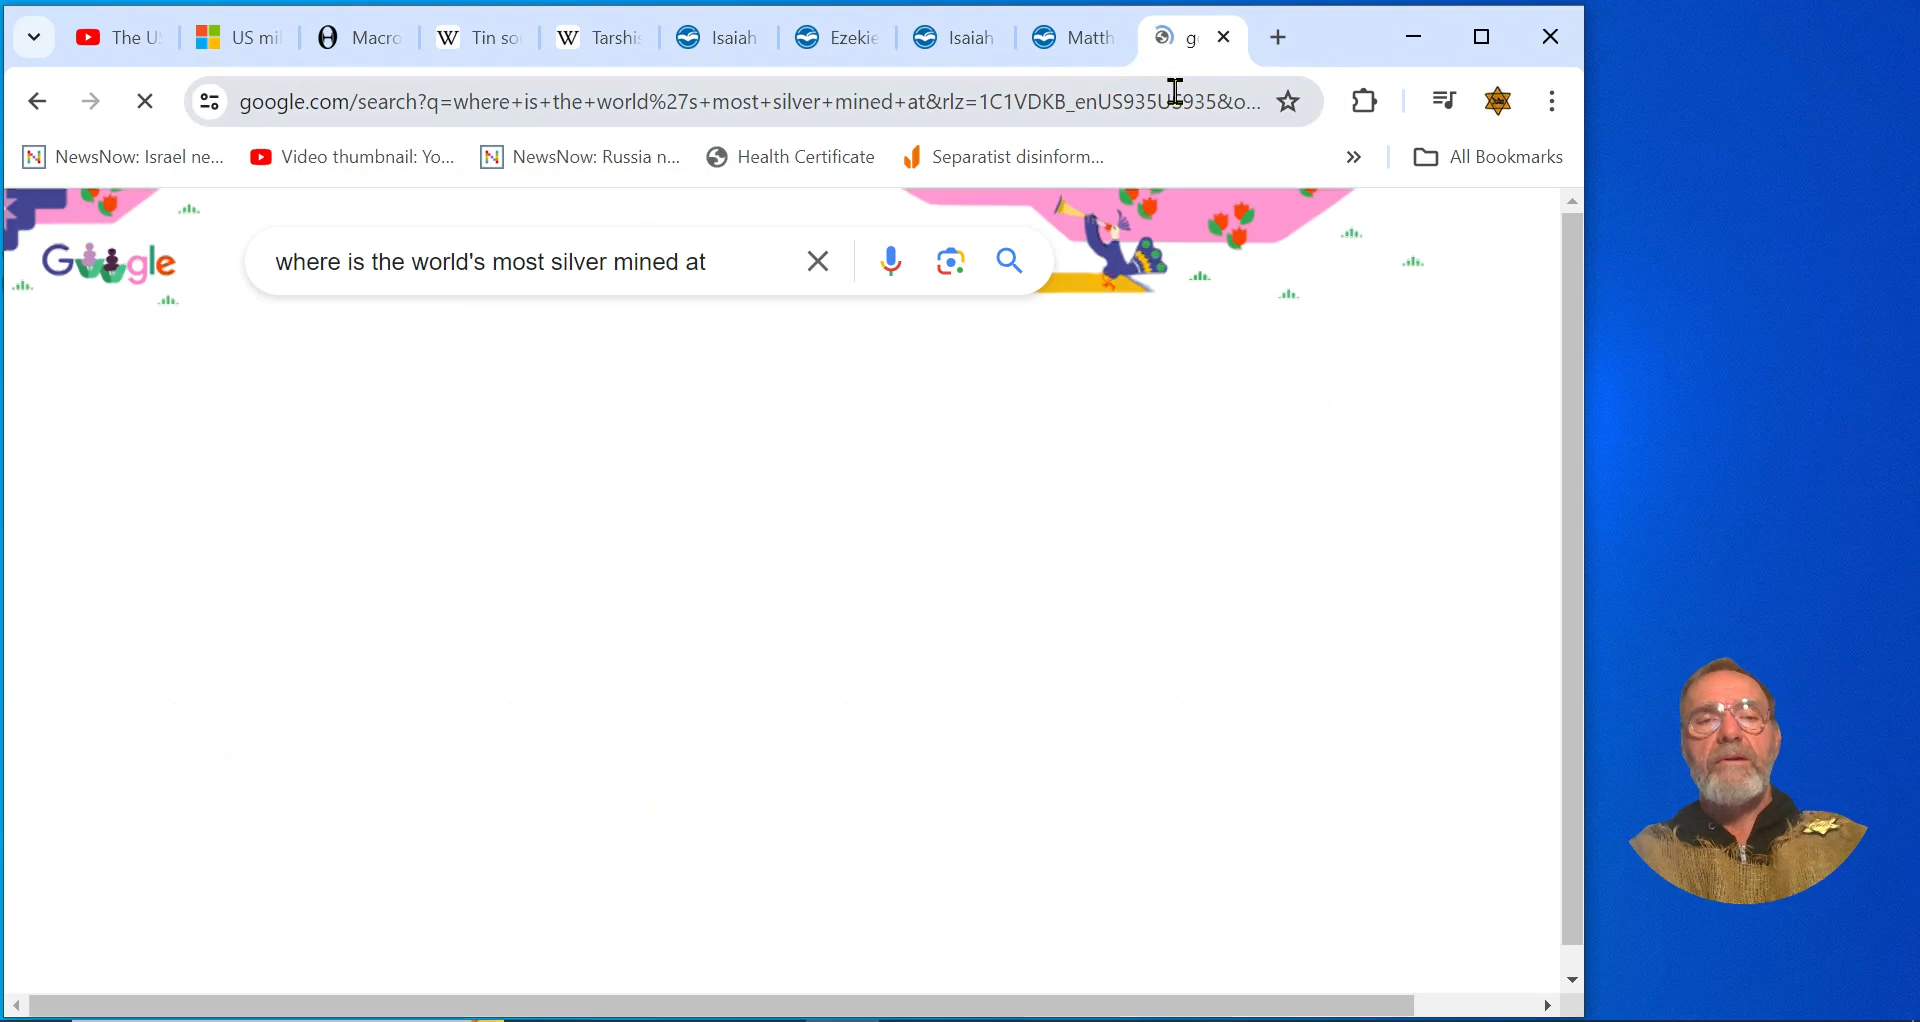 The U
US mi
Macro
Tin so
Tarshis
Isaiah
Ezekie
Isaiah
Matth
g
google.com/search?q=where+is+the+world%27s+most+silver+mined+at&rlz=1C1VDKB_enUS935US935&o...
NewsNow: Israel ne...
Video thumbnail: Yo...
NewsNow: Russia n...
Health Certificate
Separatist disinform...
»
All Bookmarks
Google
where is the world's most silver mined at